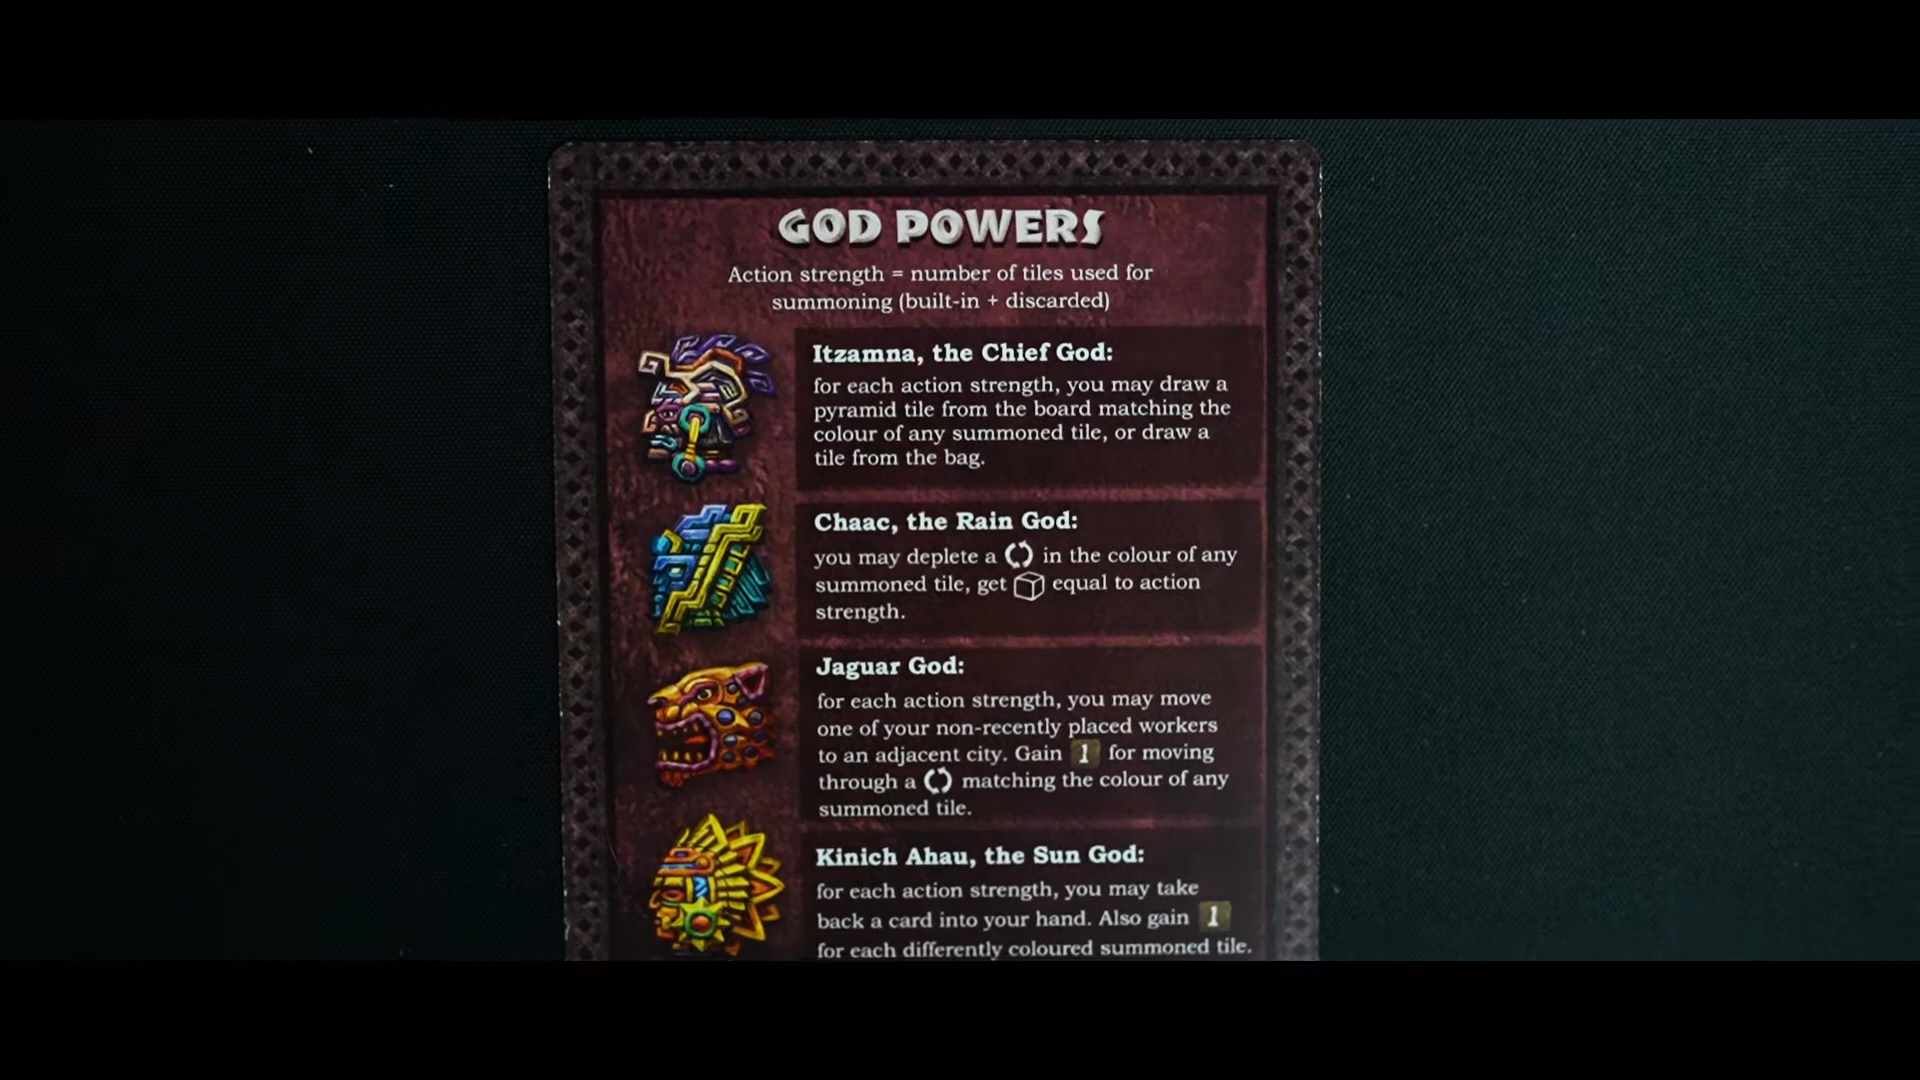 GOD POWERS
Action strength = number of tiles used for
summoning (built-in + discarded)
Itzamna, the Chief God:
for each action strength, you may draw a
pyramid tile from the board matching the
colour of any summoned tile, or draw a
tile from the bag.
Chaac, the Rain God:
you may deplete a in the colour of any
summoned tile, get equal to action
strength.
Jaguar God:
for each action strength, you may move
one of your non-recently placed workers
to an adjacent city. Gain 1 for moving
through a matching the colour of any
summoned tile.
Kinich Ahau, the Sun God:
for each action strength, you may take
back a card into your hand. Also gain 1
for each differently coloured summoned tile.